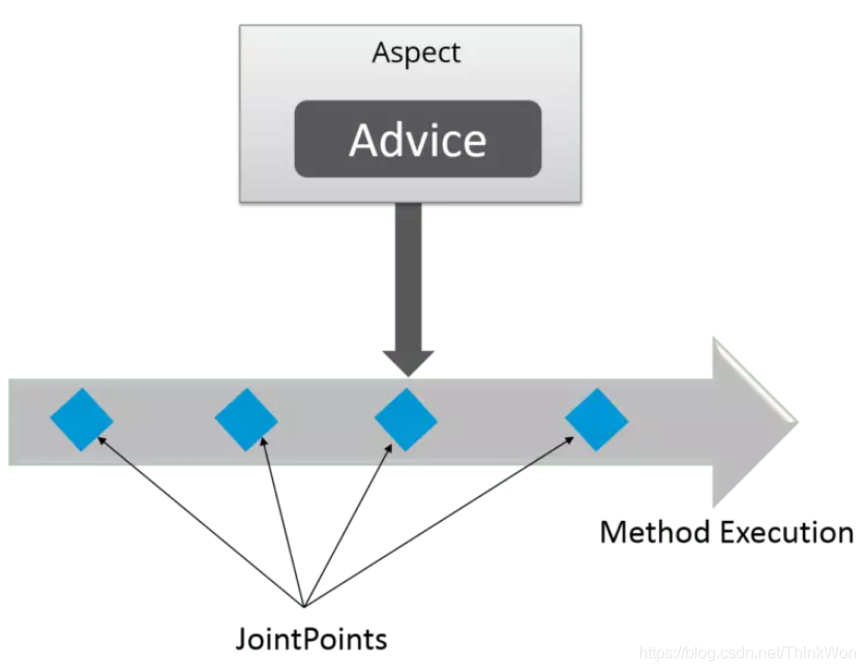 Aspect
Advice
Method Execution
JointPoints
https://blog.csdn.net/ThinkWon